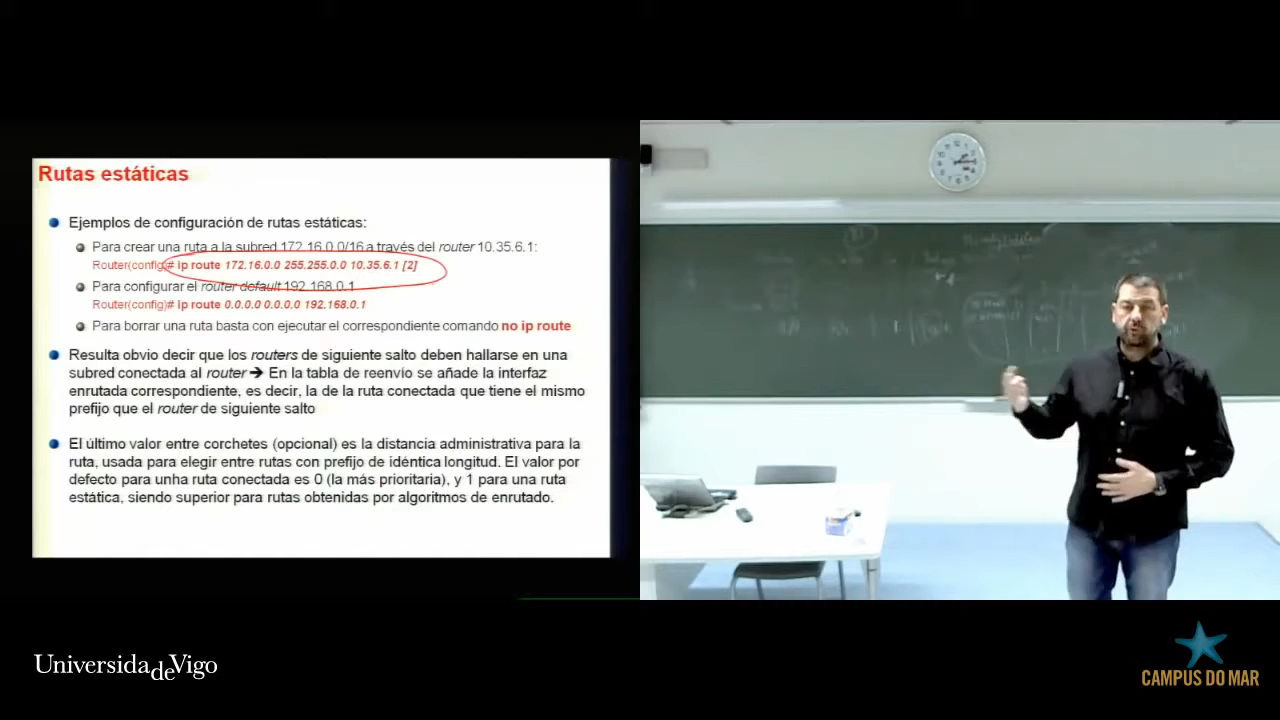 Rutas estáticas
Ejemplos de configuración de rutas estáticas:
Para crear una ruta a la subred 172.16.0.0/16 a través del router 10.35.6.1:
Router(config)# ip route 172.16.0.0 255.255.0.0 10.35.6.1 [2]
Para configurar el router default 192.168.0.1
Router(config)# ip route 0.0.0.0 0.0.0.0 192.168.0.1
Para borrar una ruta basta con ejecutar el correspondiente comando no ip route
Resulta obvio decir que los routers de siguiente salto deben hallarse en una
subred conectada al router ➔ En la tabla de reenvío se añade la interfaz
enrutada correspondiente, es decir, la de la ruta conectada que tiene el mismo
prefijo que el router de siguiente salto
El último valor entre corchetes (opcional) es la distancia administrativa para la
ruta, usada para elegir entre rutas con prefijo de idéntica longitud. El valor por
defecto para unha ruta conectada es 0 (la más prioritaria), y 1 para una ruta
estática, siendo superior para rutas obtenidas por algoritmos de enrutado.
UniversidadeVigo
CAMPUS DO MAR